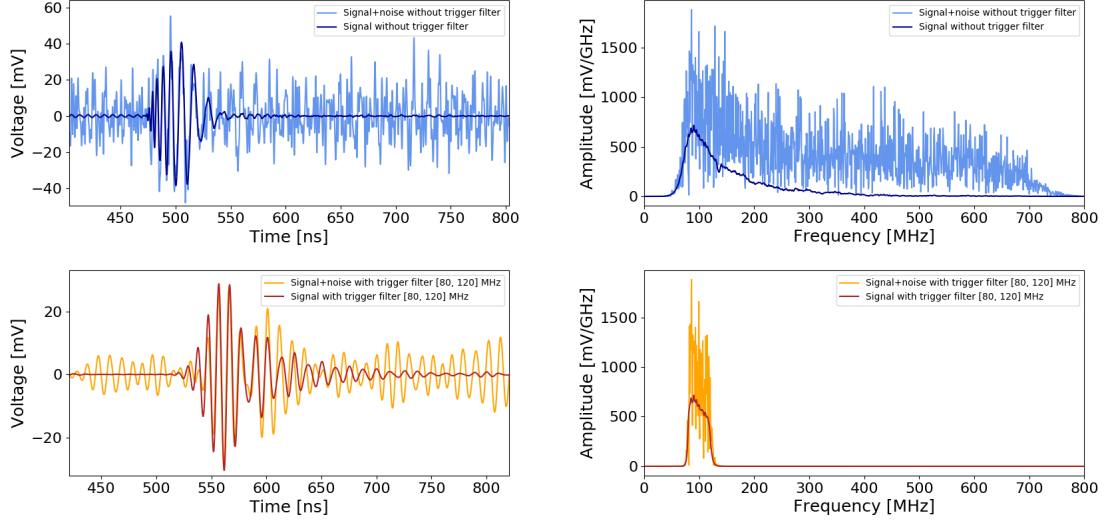 Signal+noise without trigger filter
Signal without trigger filter
60
40
20
0
−20
−40
Voltage [mV]
450 500 550 600 650 700 750 800
Time [ns]
Signal+noise without trigger filter
Signal without trigger filter
1500
1000
500
0
Amplitude [mV/GHz]
0 100 200 300 400 500 600 700 800
Frequency [MHz]
Signal+noise with trigger filter [80, 120] MHz
Signal with trigger filter [80, 120] MHz
20
0
−20
Voltage [mV]
450 500 550 600 650 700 750 800
Time [ns]
Signal+noise with trigger filter [80, 120] MHz
Signal with trigger filter [80, 120] MHz
1500
1000
500
0
Amplitude [mV/GHz]
0 100 200 300 400 500 600 700 800
Frequency [MHz]